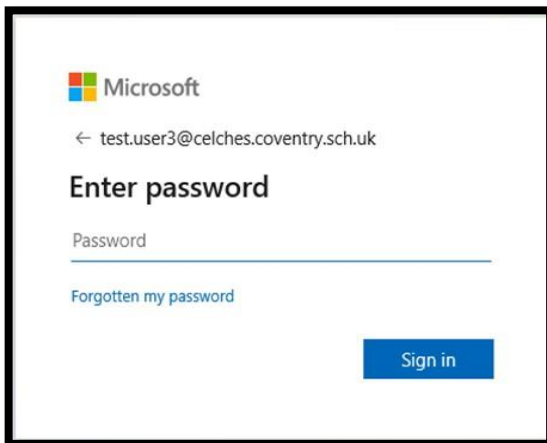 Microsoft
← test.user3@celches.coventry.sch.uk
Enter password
Password
Forgotten my password
Sign in